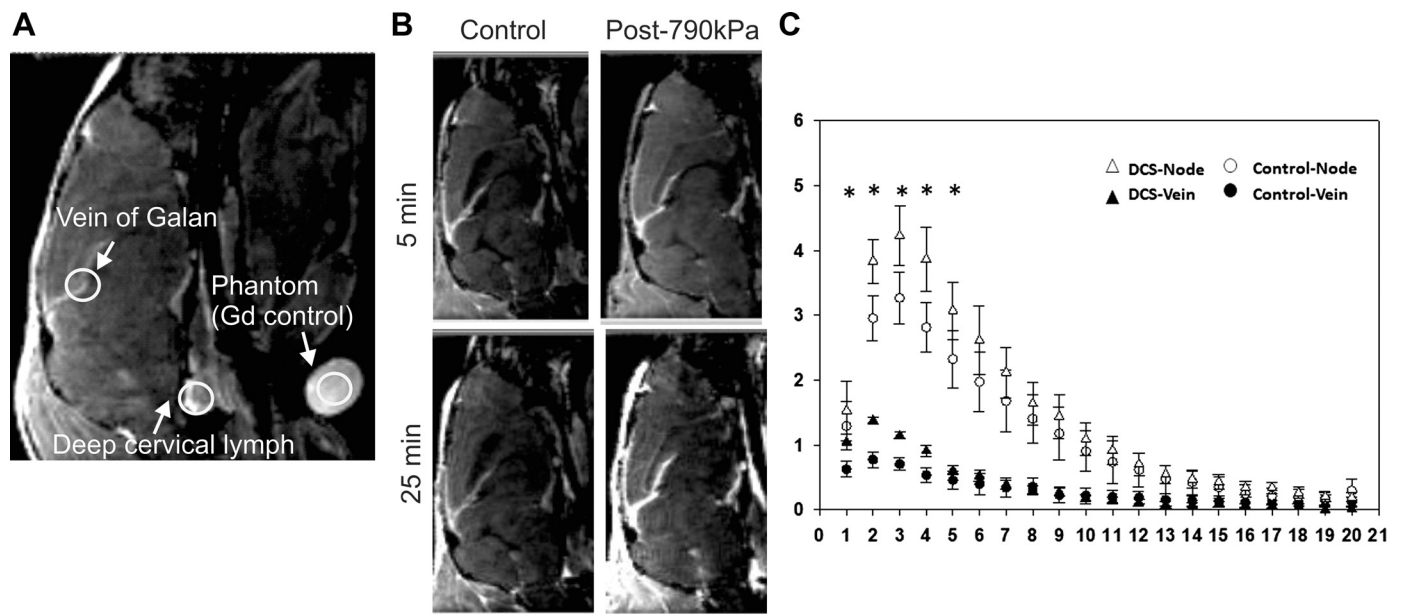 A
Vein of Galan
Phantom
(Gd control)
Deep cervical lymph
B
Control
Post-790kPa
5 min
25 min
C
6
5
4
3
2
1
0
* * * * *
DCS-Node
Control-Node
DCS-Vein
Control-Vein
0 1 2 3 4 5 6 7 8 9 10 11 12 13 14 15 16 17 18 19 20 21